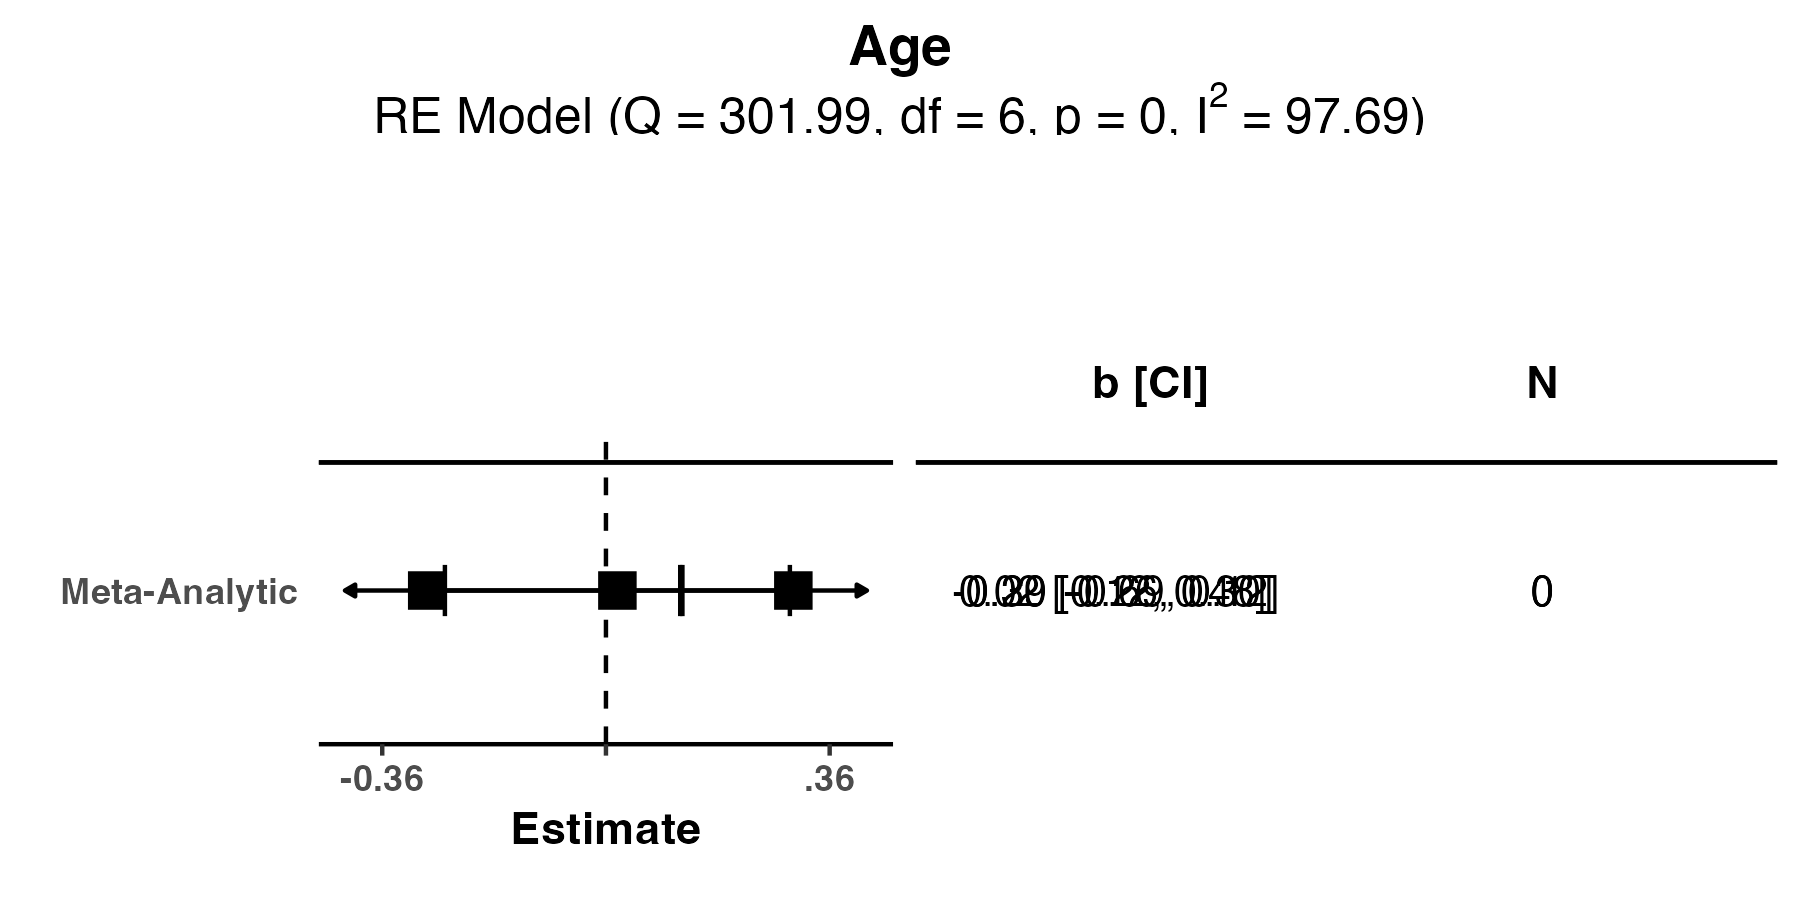 Age
RE Model (Q = 301.99, df = 6, p = 0, I² = 97.69)
b [CI] N
Meta-Analytic 0
-0.36 .36
Estimate